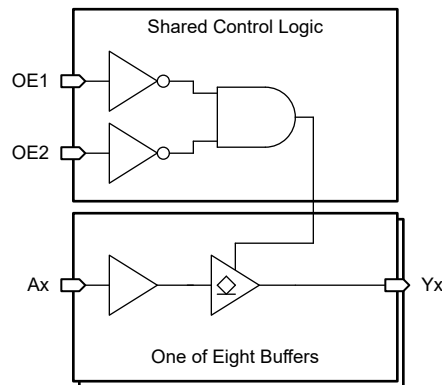 Shared Control Logic
OE1
OE2
Ax
Yx
One of Eight Buffers